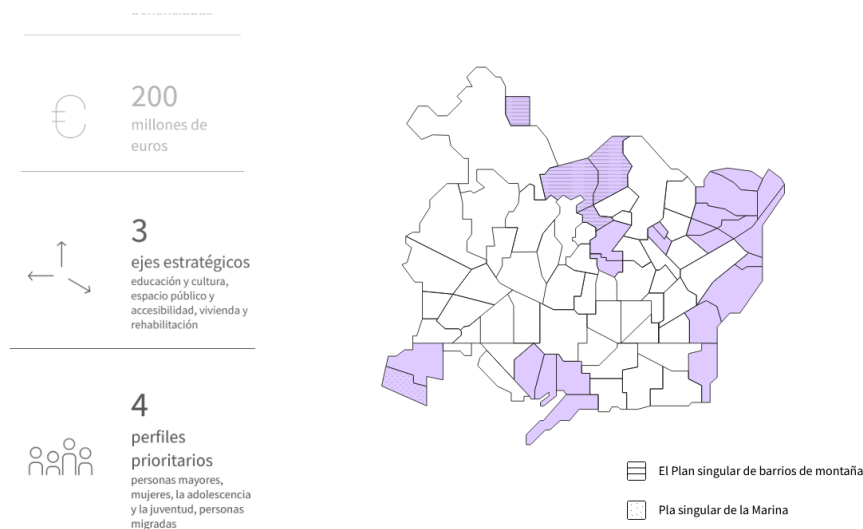 200
millones de
euros
3
ejes estratégicos
educación y cultura,
espacio público y
accesibilidad, vivienda y
rehabilitación
4
perfiles
prioritarios
personas mayores,
mujeres, la adolescencia
y la juventud, personas
migradas
El Plan singular de barrios de montaña
Pla singular de la Marina